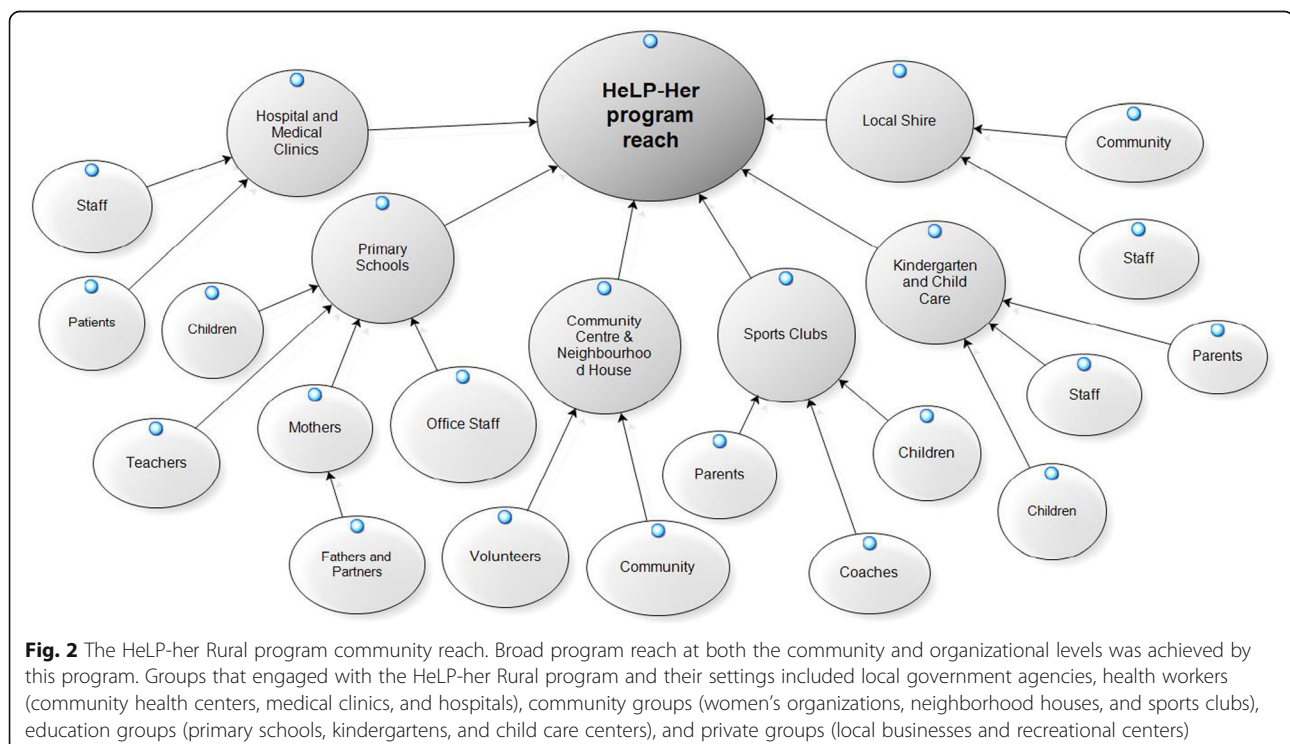 HeLP-Her
program
reach
Hospital and
Medical
Clinics
Local Shire
Community
Staff
Primary
Schools
Kindergarten
and Child
Care
Staff
Patients
Children
Community
Centre &
Neighbourhoo
d House
Sports Clubs
Parents
Staff
Mothers
Office Staff
Teachers
Parents
Children
Children
Fathers and
Partners
Volunteers
Community
Coaches
Fig. 2 The HeLP-her Rural program community reach. Broad program reach at both the community and organizational levels was achieved by
this program. Groups that engaged with the HeLP-her Rural program and their settings included local government agencies, health workers
(community health centers, medical clinics, and hospitals), community groups (women's organizations, neighborhood houses, and sports clubs),
education groups (primary schools, kindergartens, and child care centers), and private groups (local businesses and recreational centers)